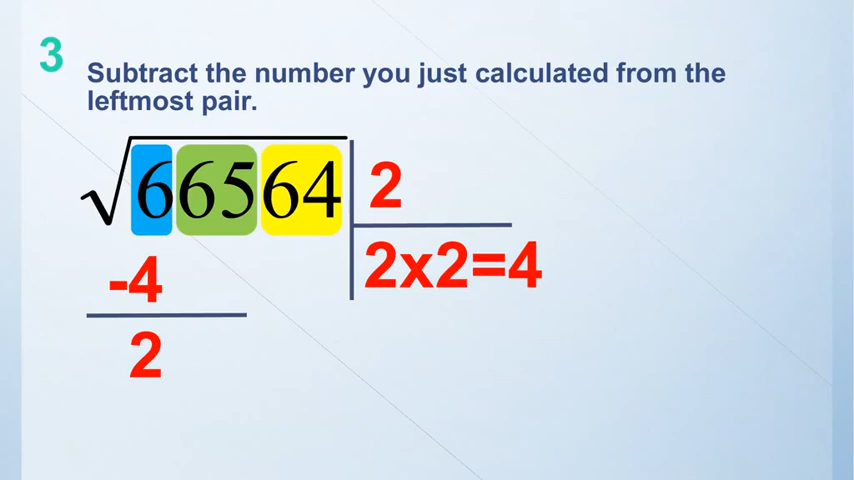 3
Subtract the number you just calculated from the
leftmost pair.
√66564 2
2x2=4
-4
2